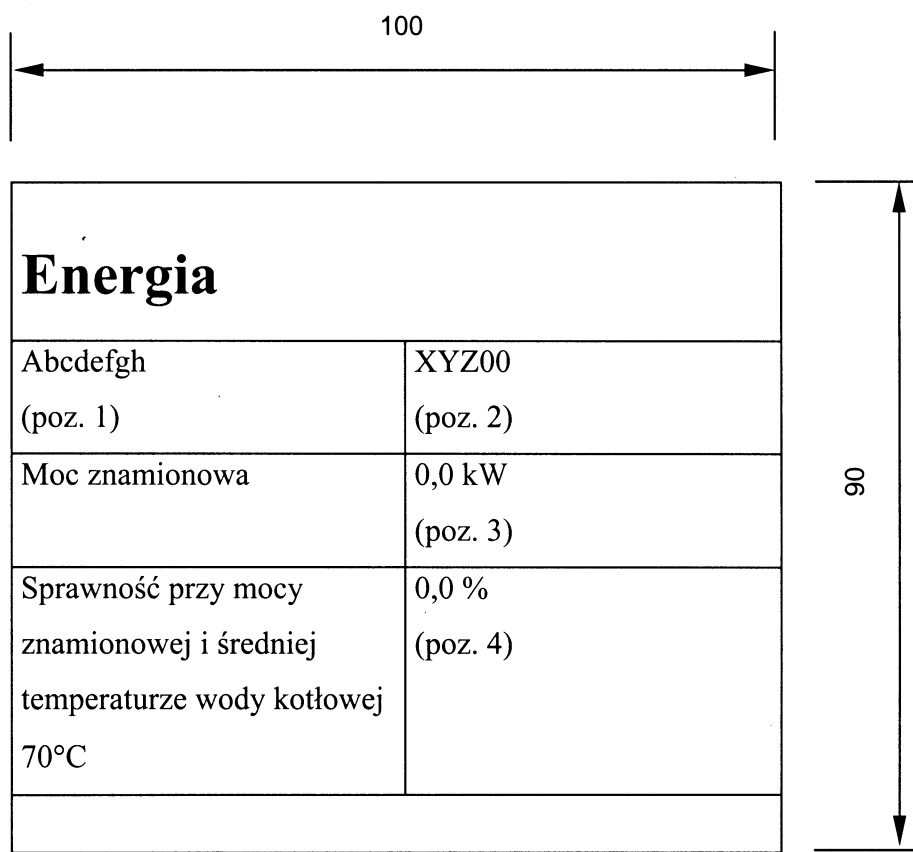 100
Energia
Abcdefgh
(poz. 1)
XYZ00
(poz. 2)
Moc znamionowa
0,0 kW
(poz. 3)
Sprawność przy mocy
znamionowej i średniej
temperaturze wody kotłowej
70°C
0,0 %
(poz. 4)
90